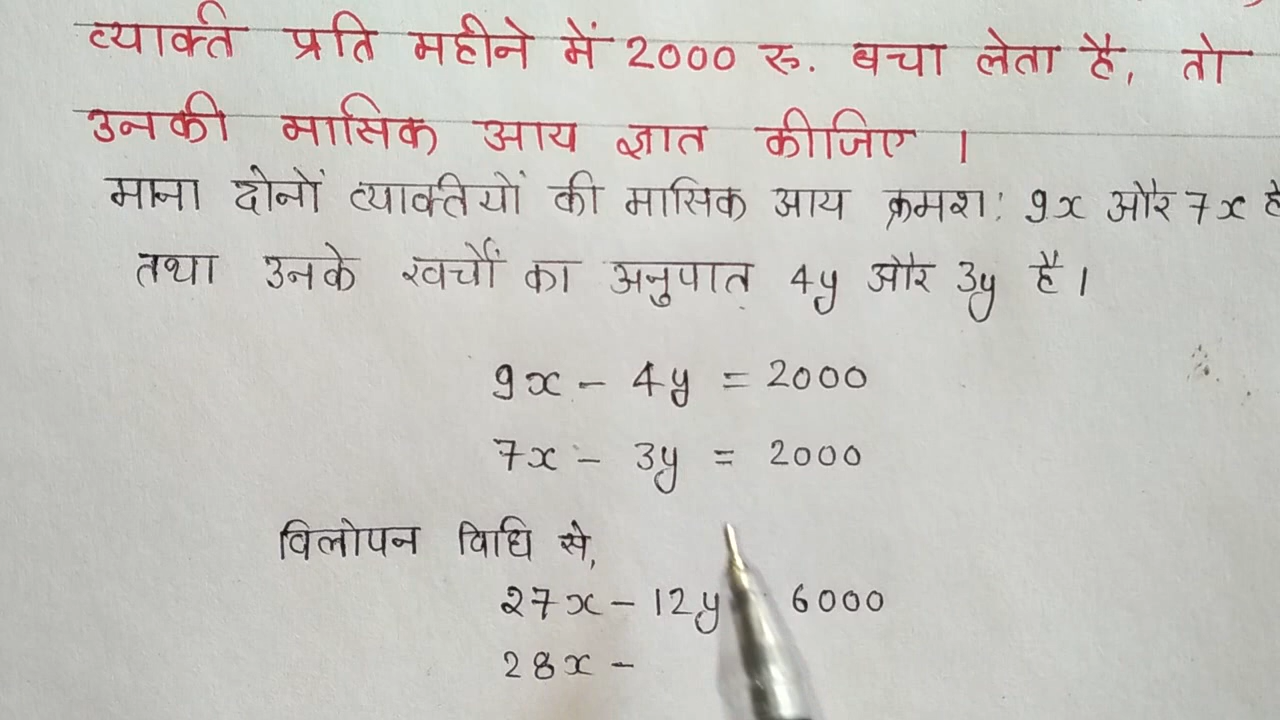 व्यक्ति प्रति महीने में 2000 रु. बचा लेता है, तो
उनकी मासिक आय ज्ञात कीजिए ।
माना दोनों व्यक्तियों की मासिक आय क्रमश: 9x और 7x है
तथा उनके खर्चों का अनुपात 4y और 3y है ।
9x - 4y = 2000
7x - 3y = 2000
विलोपन विधि से,
27x - 12y 6000
28x -